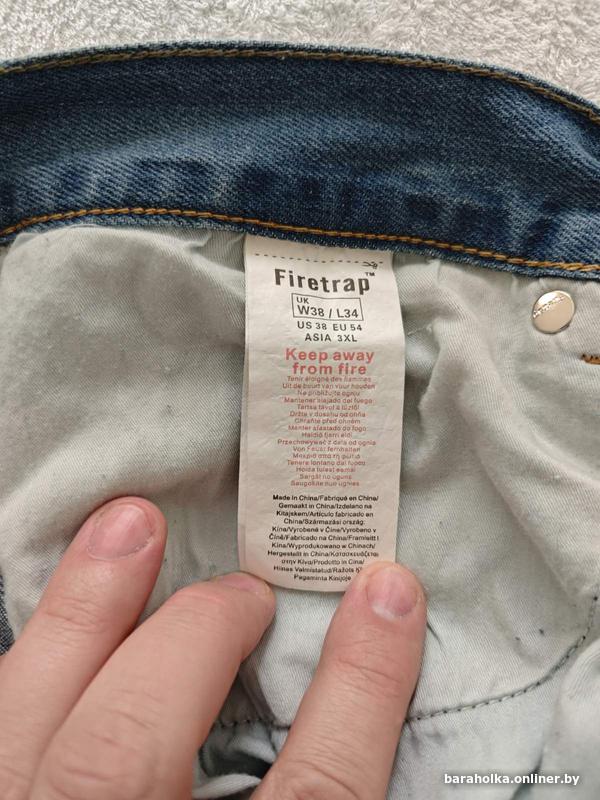 Firetrap™
UK
W38 / L34
US 38 EU 54
ASIA 3XL
Keep away
from fire
Tenir éloigné des flammes
Uit de buurt van vuur houden
Ne približujte ognju
Mantener alejado del fuego
Tartsa távol a tűztől
Držte v dosahu od ohňa
Chraňte před ohněm
Manter afastado do fogo
Hoidič fjern eld
Przechowywać z dala od ognia
Von Feuer fernhalten
Μακριά από τη φωτιά
Tenere lontano dal fuoco
Hoida tulest eemal
Sargāt no uguns
Saugokite nuo ugnies
Made in China/Fabriqué en Chine/
Gemaakt in China/Izdelano na
Kitajskem/Artículo fabricado en
China/Származási ország:
Kína/Vyrobené v Číne/Vyrobeno v
Číně/Fabricado na China/Framleitt í
Kína/Wyprodukowano w Chinach/
Hergestellt in China/Κατασκευάζεται
στην Κίνα/Prodotto in Cina/
Hiinas Valmistatud/Ražots
Pagaminta Kinijoje
baraholka.onliner.by